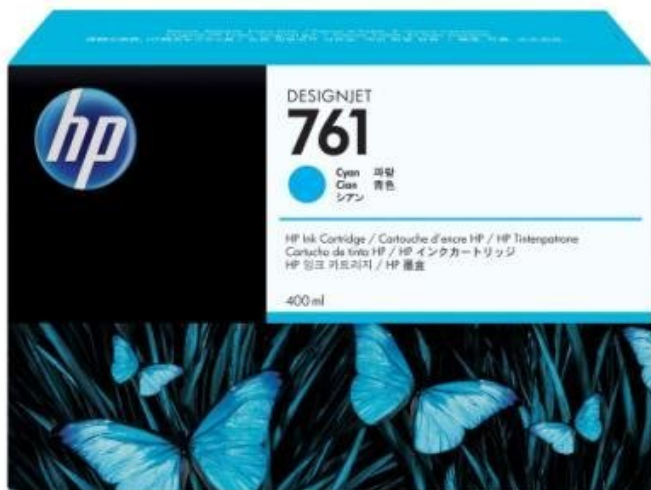 hp
DESIGNJET
761
Cyan 파랑
Cian 青色
シアン
HP Ink Cartridge / Cartouche d'encre HP / HP Tintenpatrone
Cartucho de tinta HP / HP インクカートリッジ
HP 잉크 카트리지 / HP 墨盒
400 ml